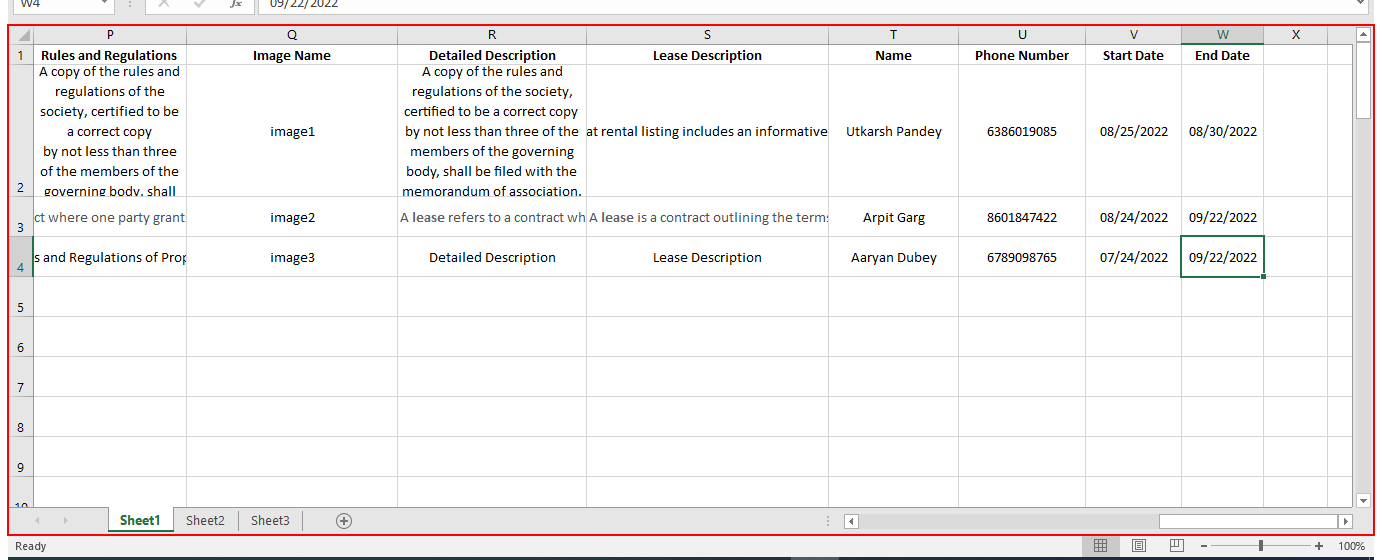 W4 fx 09/22/2022
P Q R S T U V W X
1 Rules and Regulations Image Name Detailed Description Lease Description Name Phone Number Start Date End Date
A copy of the rules and
regulations of the
society, certified to be
a correct copy
by not less than three
of the members of the
governing body, shall
image1
A copy of the rules and
regulations of the society,
certified to be a correct copy
by not less than three of the
members of the governing
body, shall be filed with the
memorandum of association.
at rental listing includes an informative
Utkarsh Pandey
6386019085
08/25/2022
08/30/2022
2
3 ct where one party grant image2 A lease refers to a contract wh A lease is a contract outlining the term Arpit Garg 8601847422 08/24/2022 09/22/2022
4 s and Regulations of Prop image3 Detailed Description Lease Description Aaryan Dubey 6789098765 07/24/2022 09/22/2022
5
6
7
8
9
10
Sheet1 Sheet2 Sheet3
Ready 100%